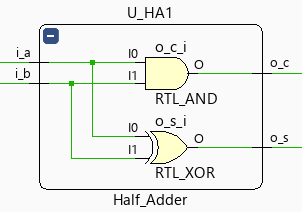 U_HA1
i_a
i_b
I0
I1
o_c_i
O
RTL_AND
o_c
I0
I1
o_s_i
O
RTL_XOR
o_s
Half_Adder